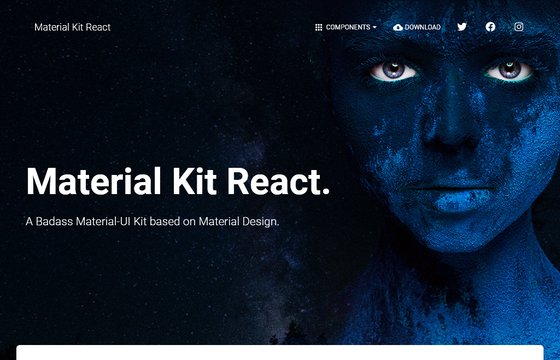 Material Kit React
COMPONENTS
DOWNLOAD
Material Kit React.
A Badass Material-UI Kit based on Material Design.